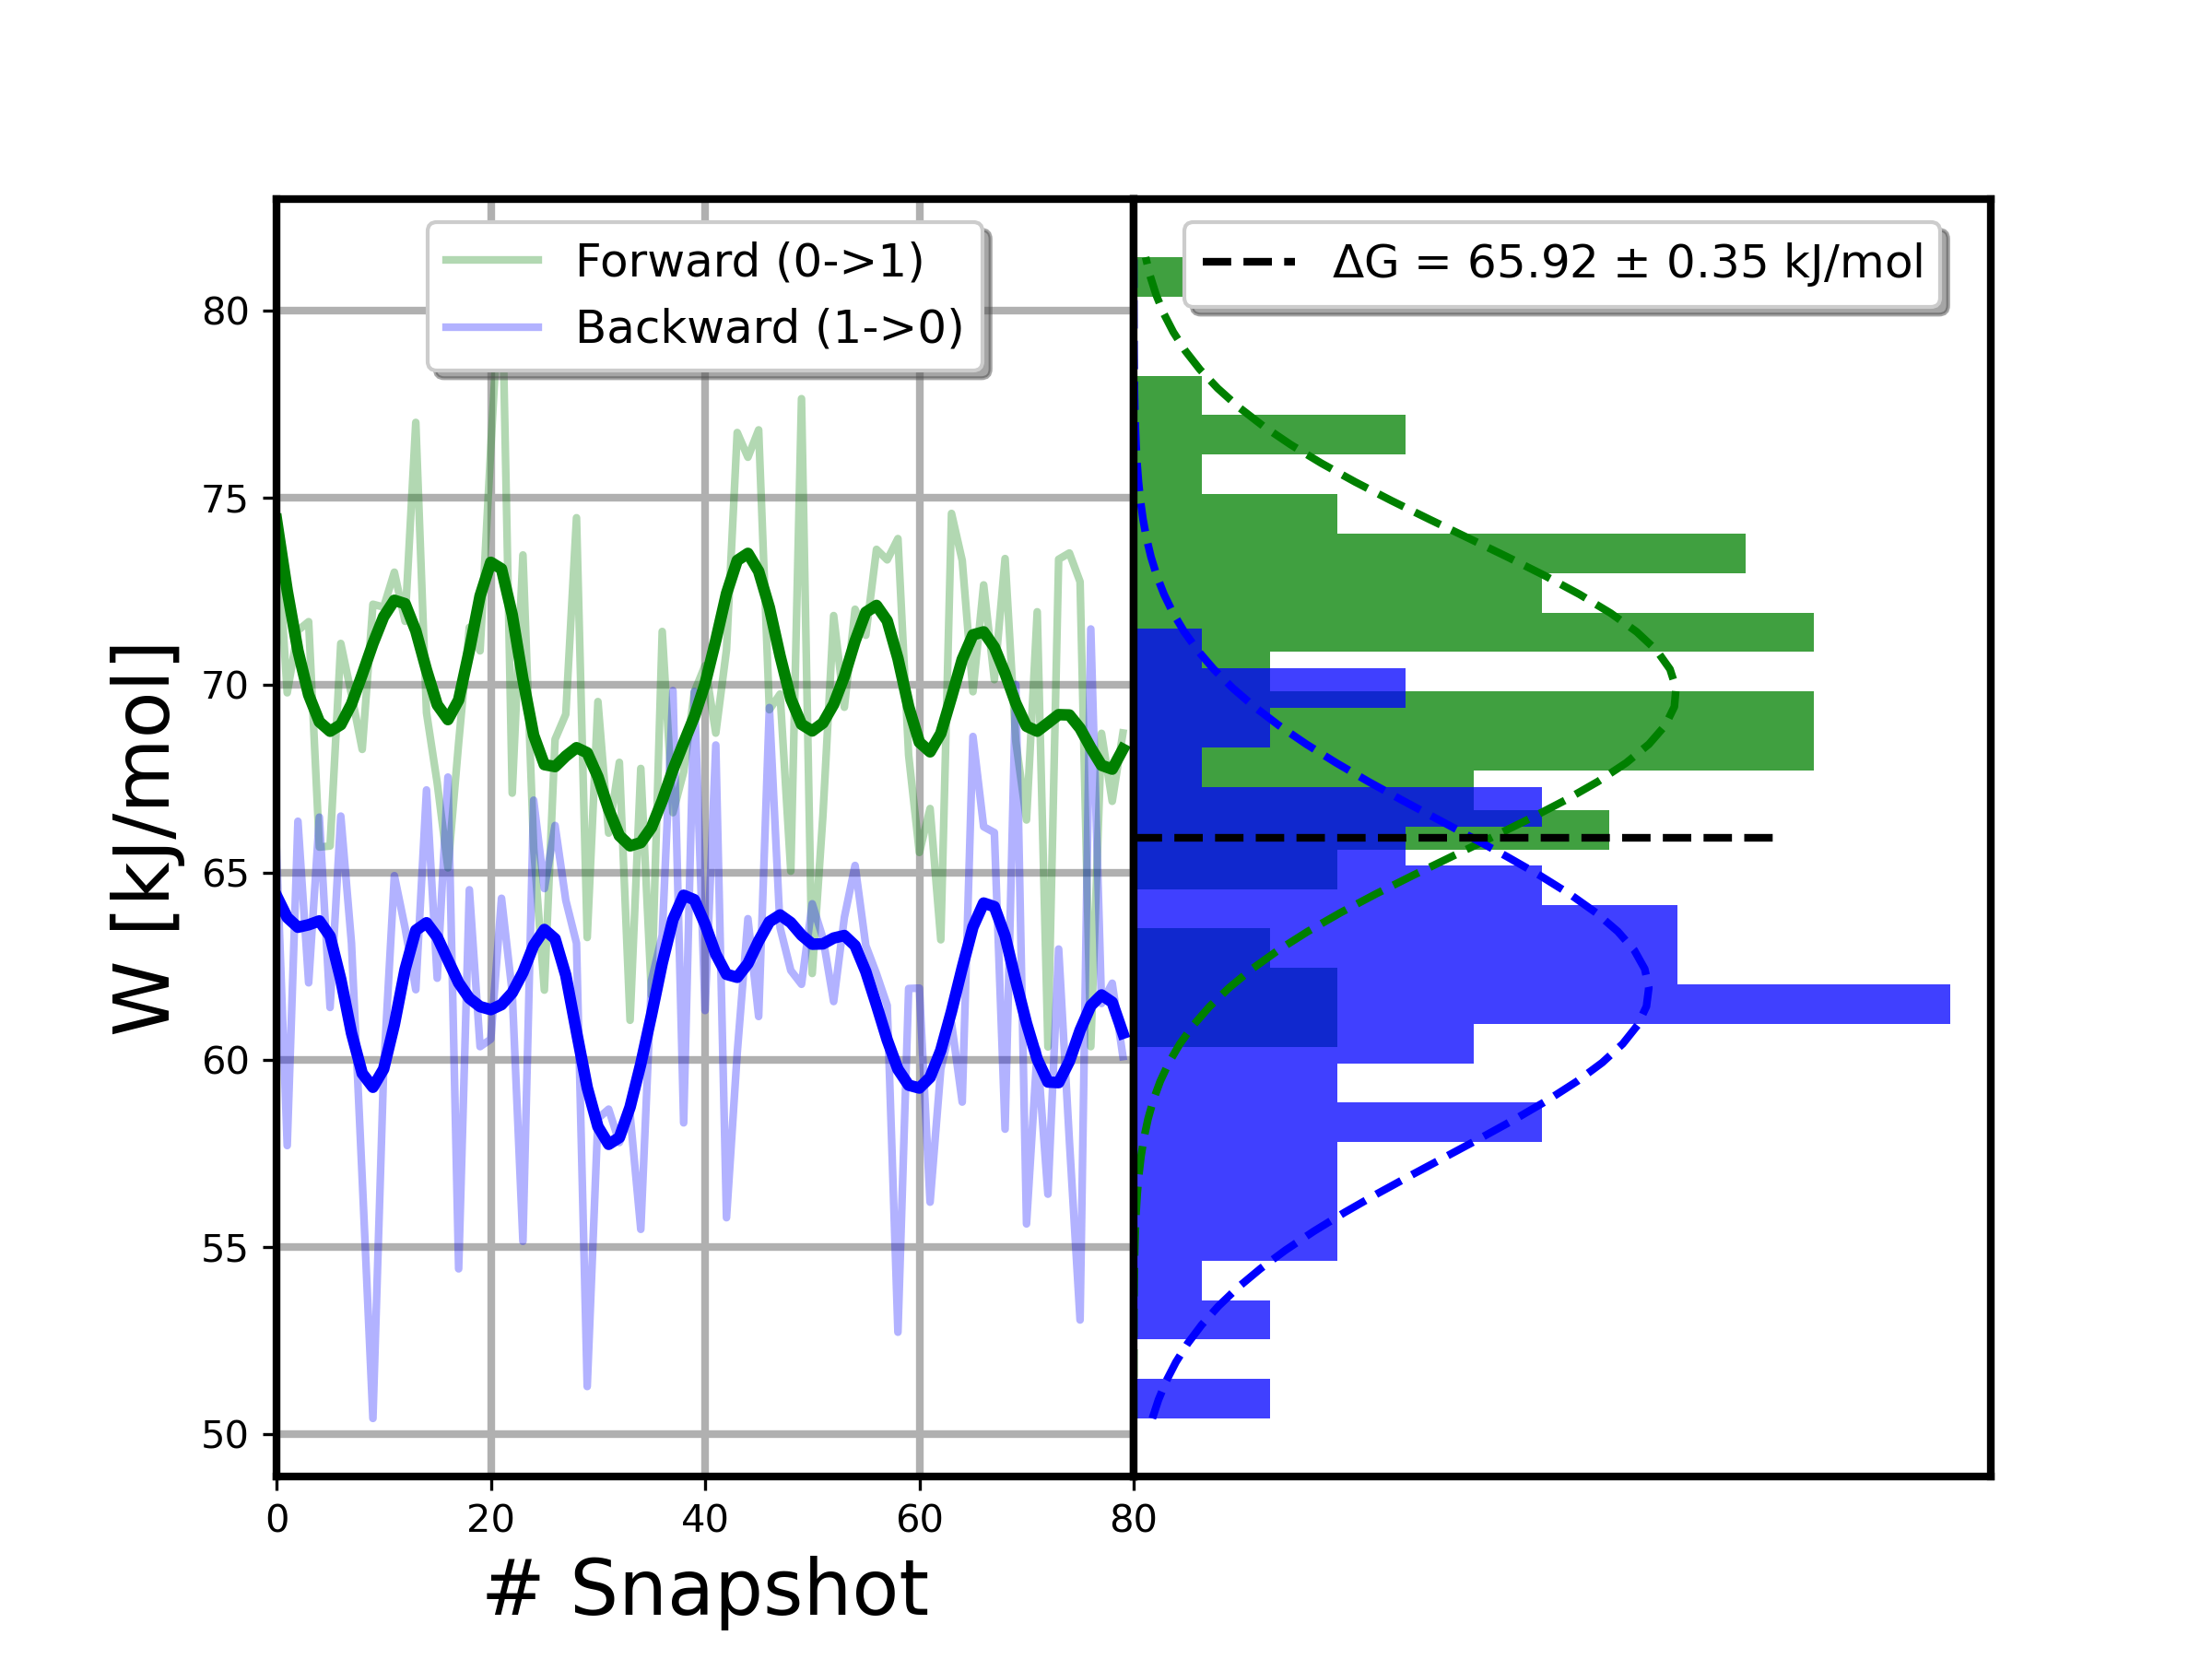 Forward (0->1)
Backward (1->0)
ΔG = 65.92 ± 0.35 kJ/mol
80
75
70
65
60
55
50
W [kJ/mol]
0 20 40 60 80
# Snapshot